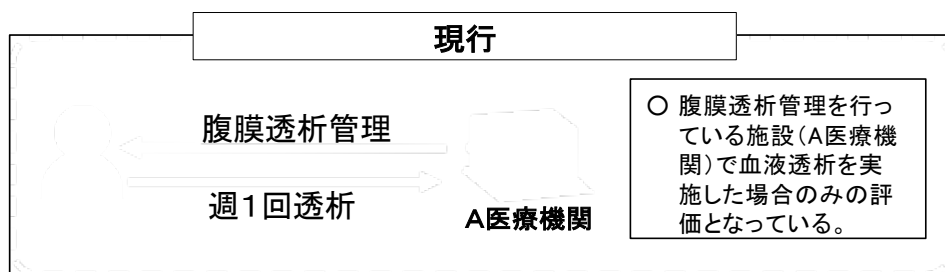 現行
腹膜透析管理
週1回透析
A医療機関
○ 腹膜透析管理を行っ
ている施設(A医療機
関)で血液透析を実
施した場合のみの評
価となっている。